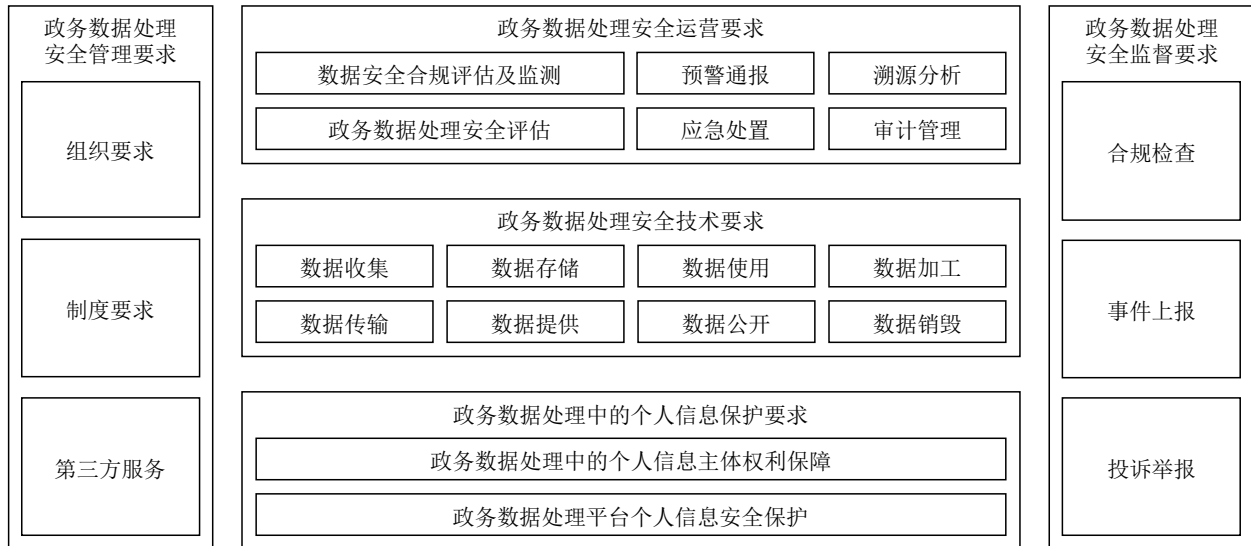 政务数据处理
安全管理要求
组织要求
制度要求
第三方服务
政务数据处理安全运营要求
数据安全合规评估及监测
预警通报
溯源分析
政务数据处理安全评估
应急处置
审计管理
政务数据处理安全技术要求
数据收集
数据存储
数据使用
数据加工
数据传输
数据提供
数据公开
数据销毁
政务数据处理中的个人信息保护要求
政务数据处理中的个人信息主体权利保障
政务数据处理平台个人信息安全保护
政务数据处理
安全监督要求
合规检查
事件上报
投诉举报